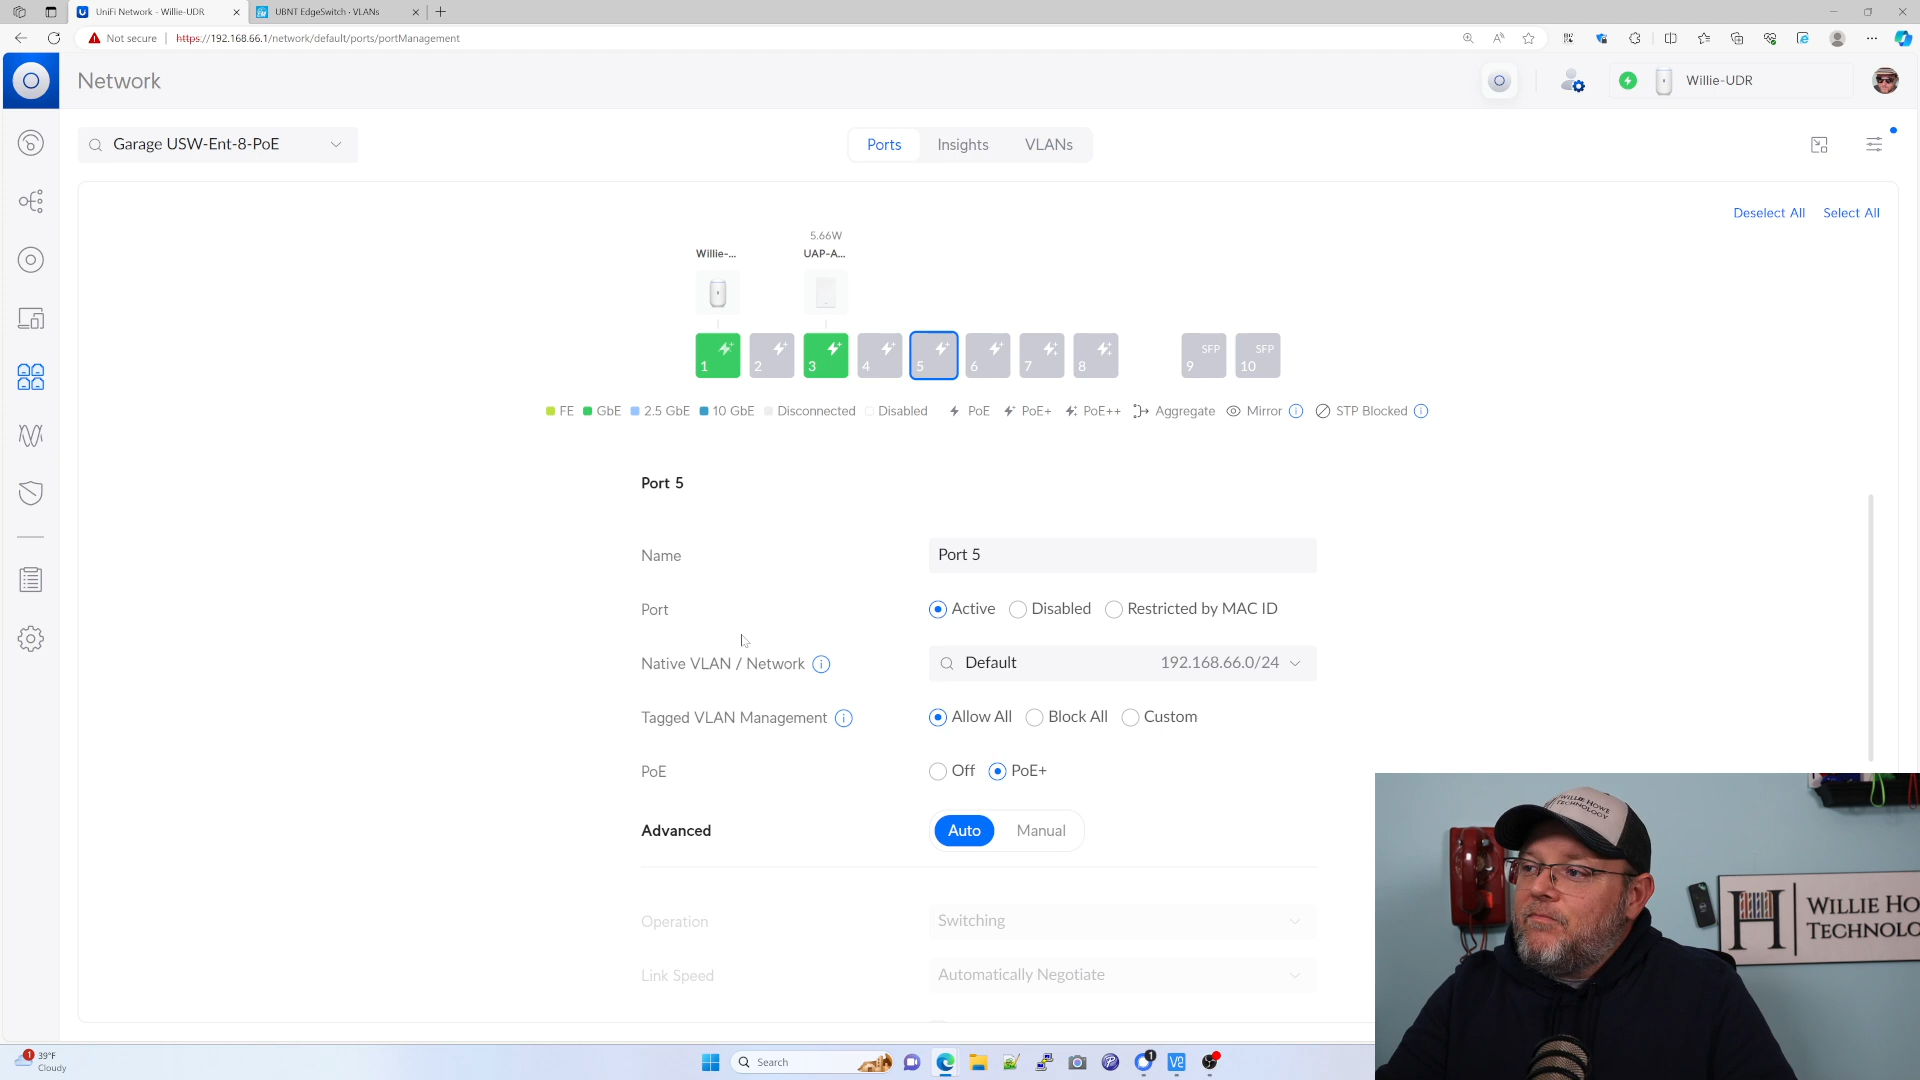 UniFi Network - Willie-UDR
UBNT EdgeSwitch · VLANs
Not secure
https://192.168.66.1/network/default/ports/portManagement
Network
Willie-UDR
Garage USW-Ent-8-PoE
Ports
Insights
VLANs
Deselect All
Select All
5.66W
Willie-...
UAP-A...
1
2
3
4
5
6
7
8
SFP
9
SFP
10
FE
GbE
2.5 GbE
10 GbE
Disconnected
Disabled
PoE
PoE+
PoE++
Aggregate
Mirror
STP Blocked
Port 5
Name
Port 5
Port
Active
Disabled
Restricted by MAC ID
Native VLAN / Network
Default
192.168.66.0/24
Tagged VLAN Management
Allow All
Block All
Custom
PoE
Off
PoE+
Advanced
Auto
Manual
Operation
Switching
Link Speed
Automatically Negotiate
WILLIE HOWE
TECHNOLOGY
H
WILLIE HO
TECHNOLO
1
39°F
Cloudy
Search
1